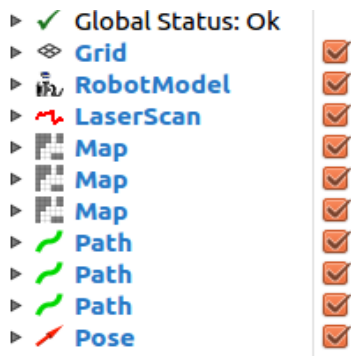 Global Status: Ok
Grid
RobotModel
LaserScan
Map
Map
Map
Path
Path
Path
Pose